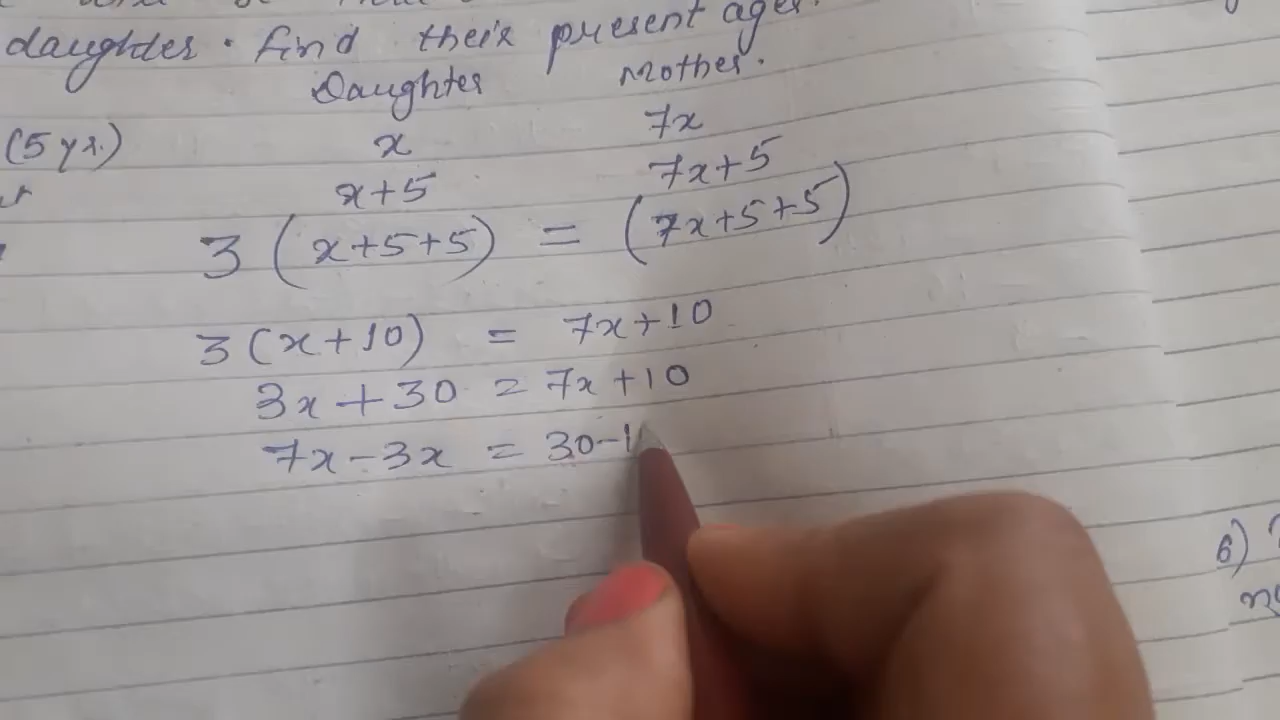 daughter. Find their present ages.
Daughter Mother.
(5 yr.) x 7x
x+5 7x+5
3 (x+5+5) = (7x+5+5)
3(x+10) = 7x+10
3x+30 = 7x+10
7x-3x = 30-1
6)